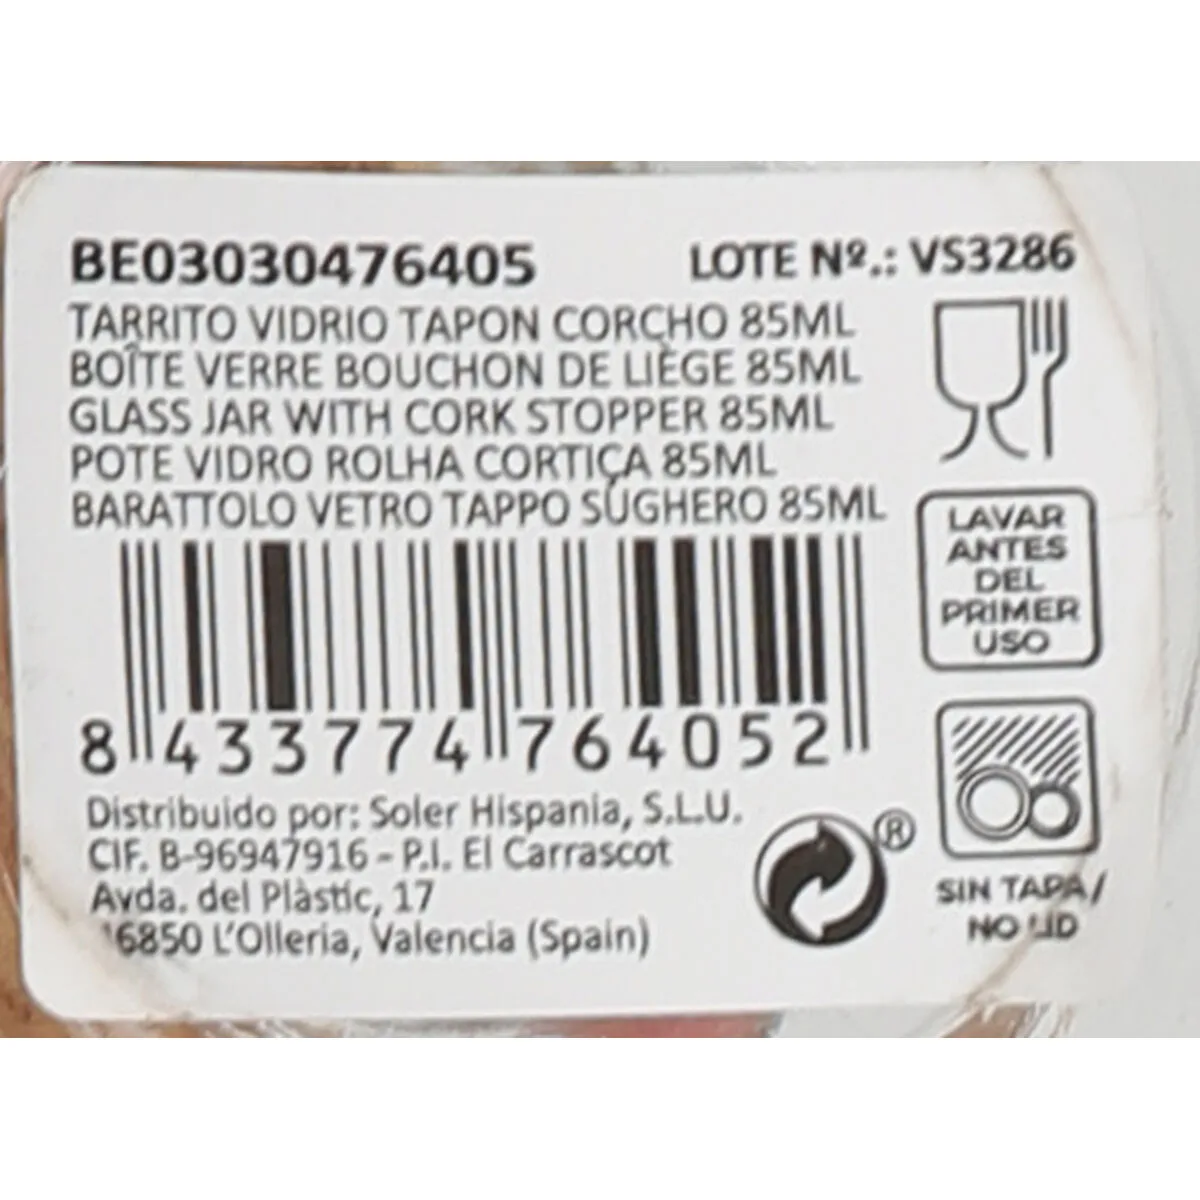 BE03030476405
LOTE Nº.: VS3286
TARRITO VIDRIO TAPON CORCHO 85ML
BOÎTE VERRE BOUCHON DE LIÈGE 85ML
GLASS JAR WITH CORK STOPPER 85ML
POTE VIDRO ROLHA CORTIÇA 85ML
BARATTOLO VETRO TAPPO SUGHERO 85ML
LAVAR
ANTES
DEL
PRIMER
USO
8 433774 764052
Distribuido por: Soler Hispania, S.L.U.
CIF. B-96947916 - P.I. El Carrascot
Avda. del Plàstic, 17
46850 L'Olleria, Valencia (Spain)
®
SIN TAPA/
NO LID